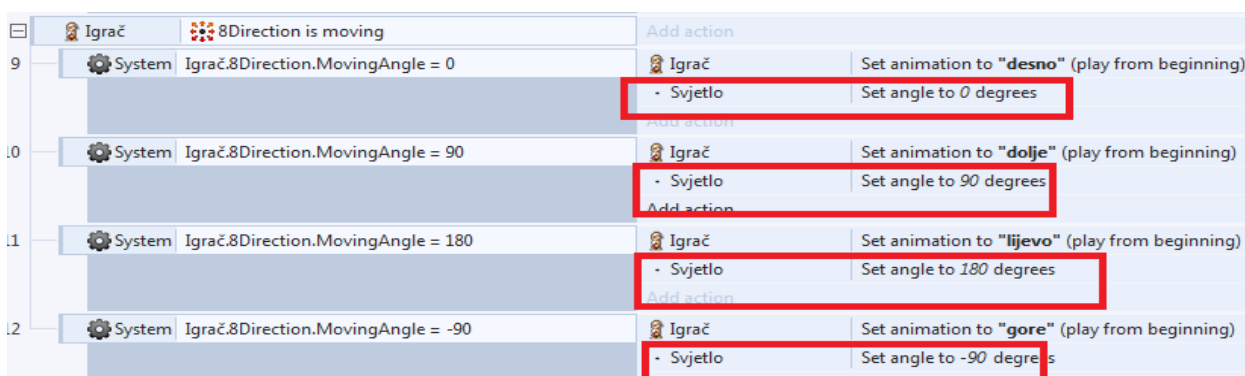 Igrač 8Direction is moving Add action
9 System Igrač.8Direction.MovingAngle = 0 Igrač Set animation to "desno" (play from beginning)
Svjetlo Set angle to 0 degrees
Add action
10 System Igrač.8Direction.MovingAngle = 90 Igrač Set animation to "dolje" (play from beginning)
Svjetlo Set angle to 90 degrees
Add action
11 System Igrač.8Direction.MovingAngle = 180 Igrač Set animation to "lijevo" (play from beginning)
Svjetlo Set angle to 180 degrees
Add action
12 System Igrač.8Direction.MovingAngle = -90 Igrač Set animation to "gore" (play from beginning)
Svjetlo Set angle to -90 degrees